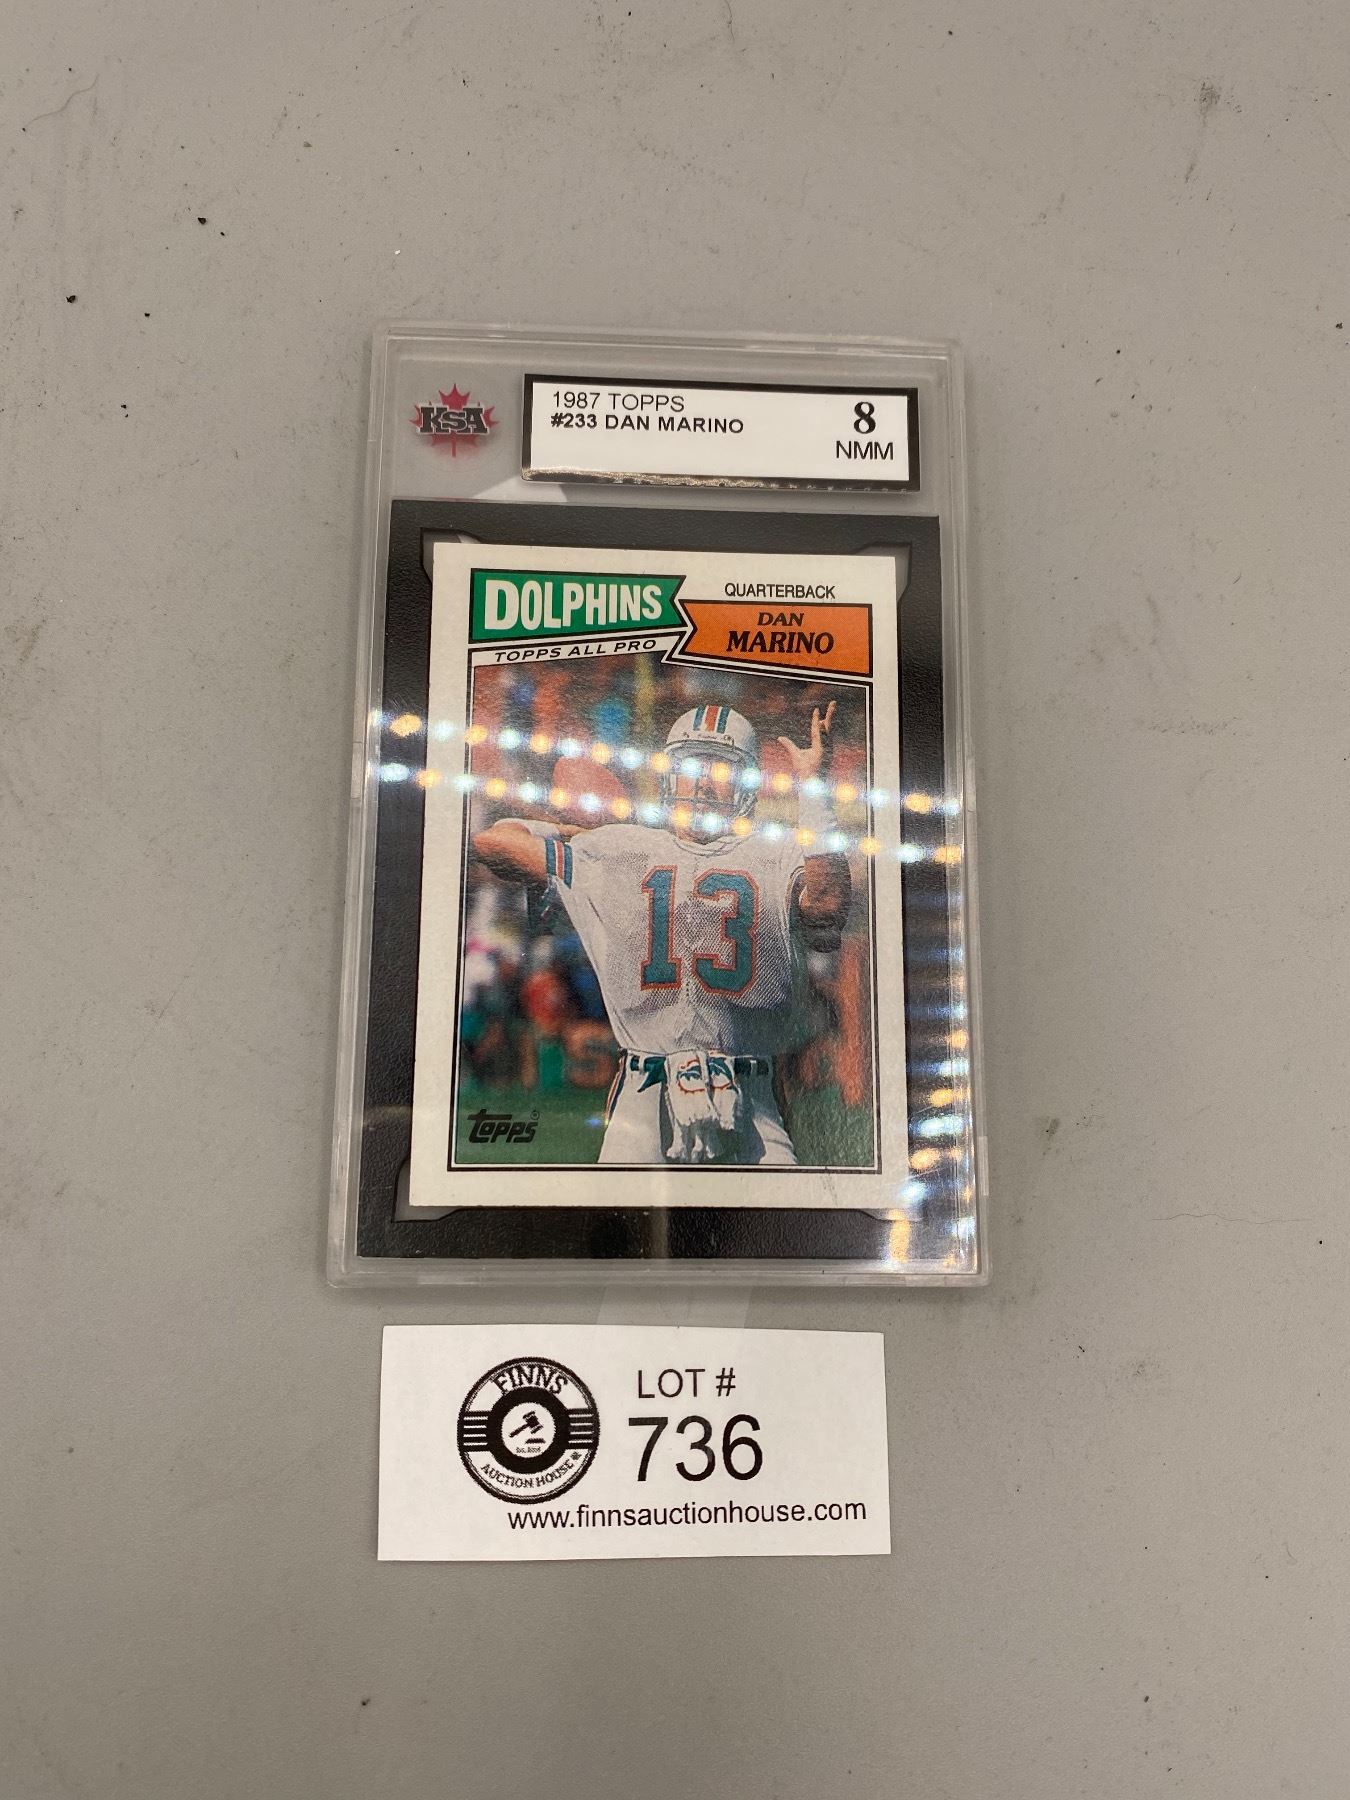 KSA
1987 TOPPS
#233 DAN MARINO
8
NMM
DOLPHINS
TOPPS ALL PRO
QUARTERBACK
DAN
MARINO
13
Topps
FINNS
AUCTION HOUSE
LOT #
736
www.finnsauctionhouse.com